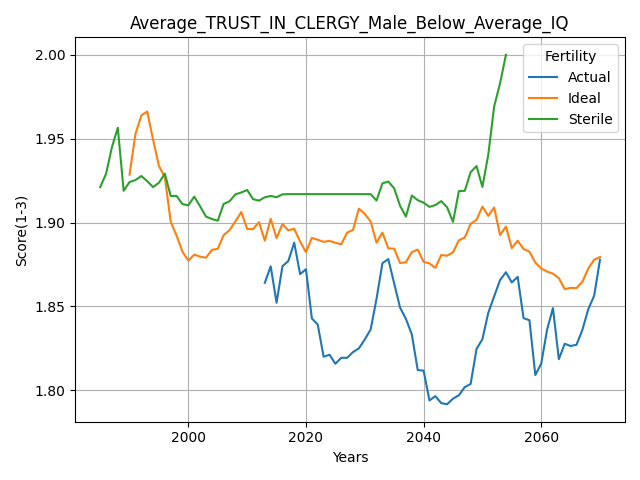 Average_TRUST_IN_CLERGY_Male_Below_Average_IQ
Fertility
Actual
Ideal
Sterile
Score(1-3)
2.00
1.95
1.90
1.85
1.80
2000
2020
2040
2060
Years